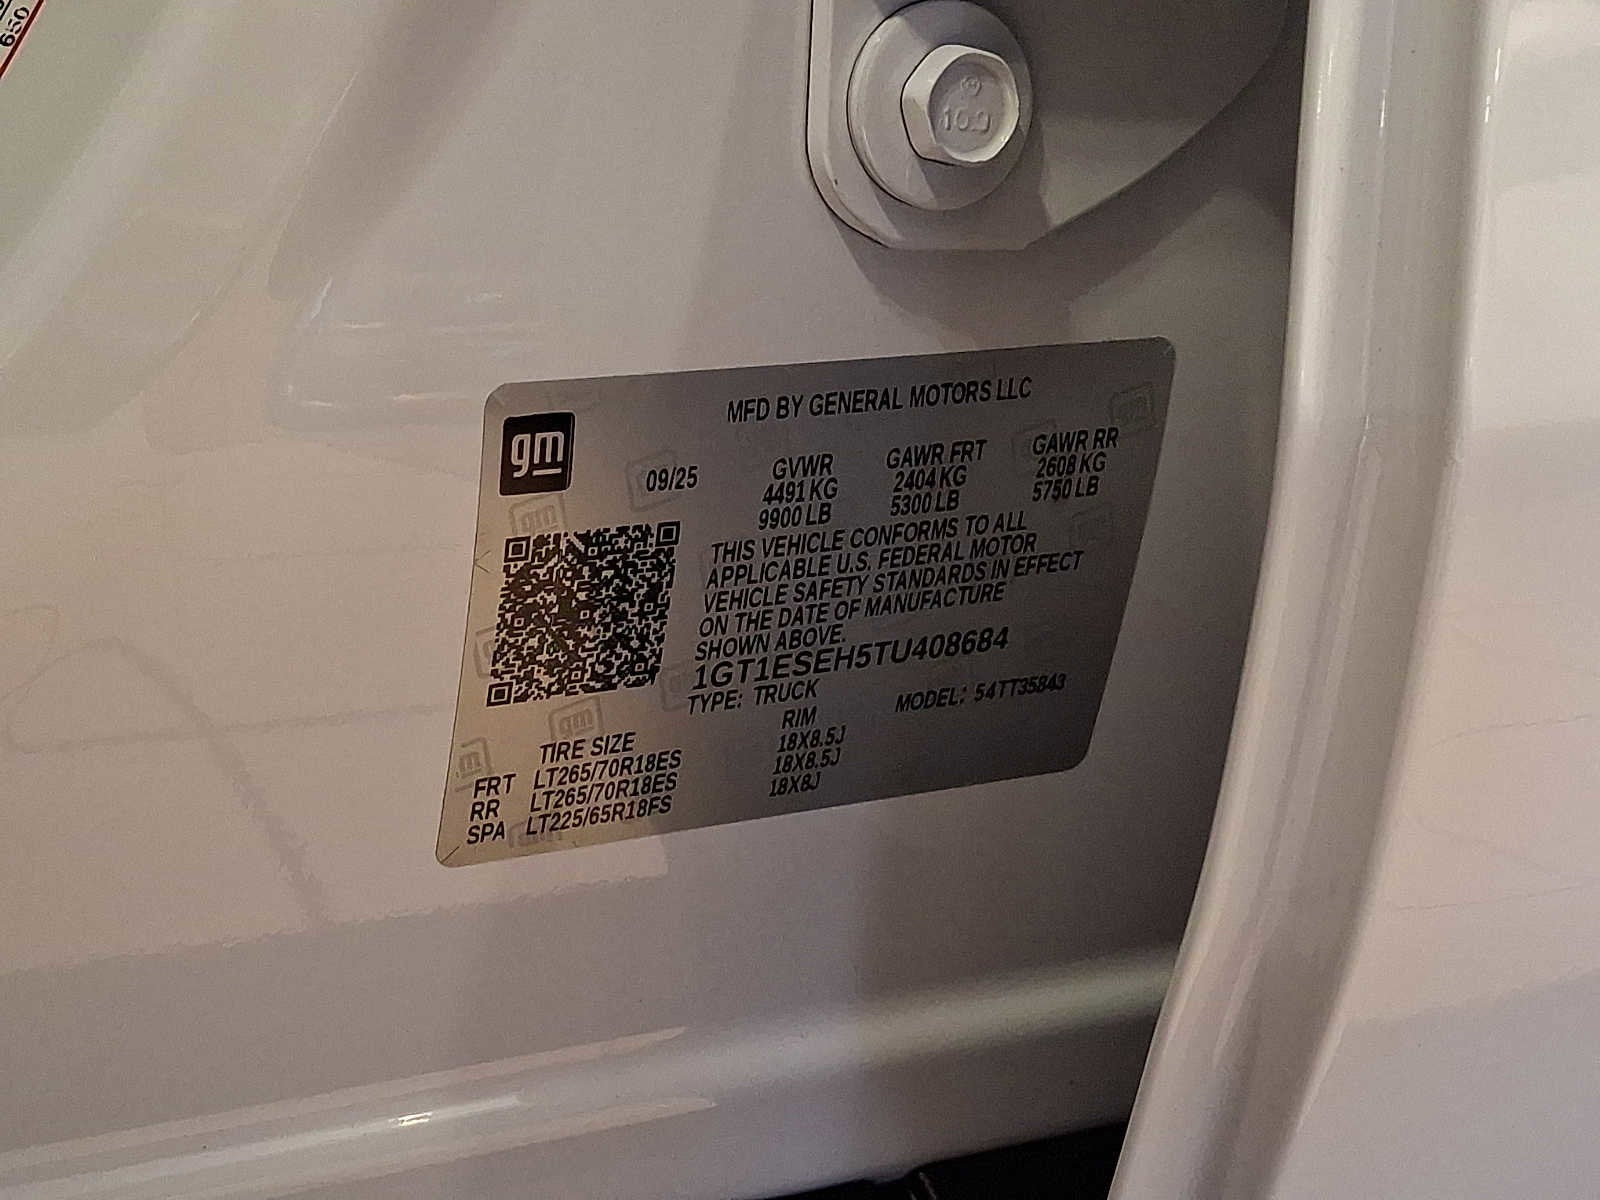 650
10.9
MFD BY GENERAL MOTORS LLC
gm
09/25
GVWR
4491 KG
9900 LB
GAWR FRT
2404 KG
5300 LB
GAWR RR
2608 KG
5750 LB
THIS VEHICLE CONFORMS TO ALL
APPLICABLE U.S. FEDERAL MOTOR
VEHICLE SAFETY STANDARDS IN EFFECT
ON THE DATE OF MANUFACTURE
SHOWN ABOVE.
1GT1ESEH5TU408684
TYPE: TRUCK MODEL: 54TT35843
TIRE SIZE RIM
FRT LT265/70R18ES 18X8.5J
RR LT265/70R18ES 18X8.5J
SPA LT225/65R18FS 18X8J